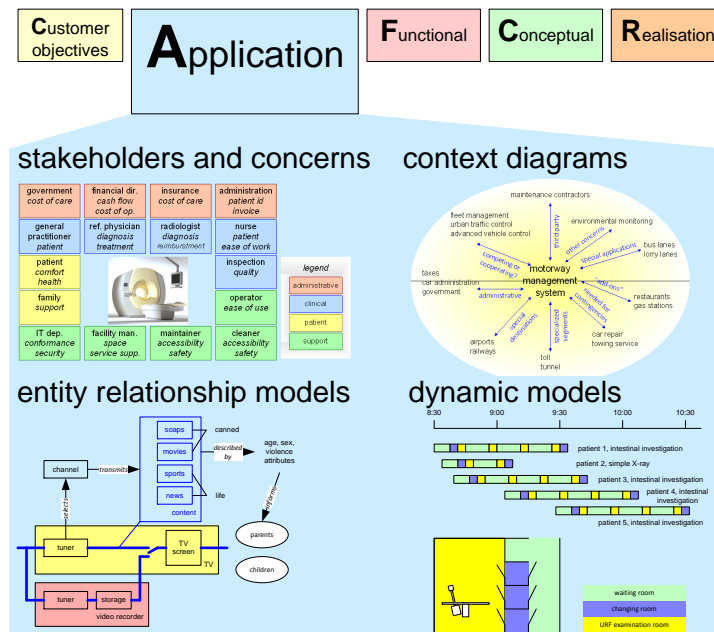 Customer
objectives
Application
Functional
Conceptual
Realisation
stakeholders and concerns
government
cost of care
financial dir.
cash flow
cost of op.
insurance
cost of care
administration
patient id
invoice
general
practitioner
patient
ref. physician
diagnosis
treatment
radiologist
diagnosis
reimburstment
nurse
patient
ease of work
patient
comfort
health
inspection
quality
family
support
operator
ease of use
IT dep.
conformance
security
facility man.
space
service supp.
maintainer
accessibility
safety
cleaner
accessibility
safety
legend
administrative
clinical
patient
support
context diagrams
maintenance contractors
fleet management
urban traffic control
advanced vehicle control
environmental monitoring
bus lanes
lorry lanes
taxes
car administration
government
restaurants
gas stations
airports
railways
toll
tunnel
car repair
towing service
motorway
management
system
third party
other concerns
special applications
"add-ons"
needed for
contingencies
specialized
segments
special
destinations
administrative
competing or
cooperating?
entity relationship models
channel
transmits
soaps
movies
sports
news
content
canned
life
described
by
age, sex,
violence
attributes
informs
parents
children
selects
tuner
TV
screen
TV
tuner
storage
video recorder
dynamic models
8:30 9:00 9:30 10:00 10:30
patient 1, intestinal investigation
patient 2, simple X-ray
patient 3, intestinal investigation
patient 4, intestinal
investigation
patient 5, intestinal investigation
waiting room
changing room
URF examination room